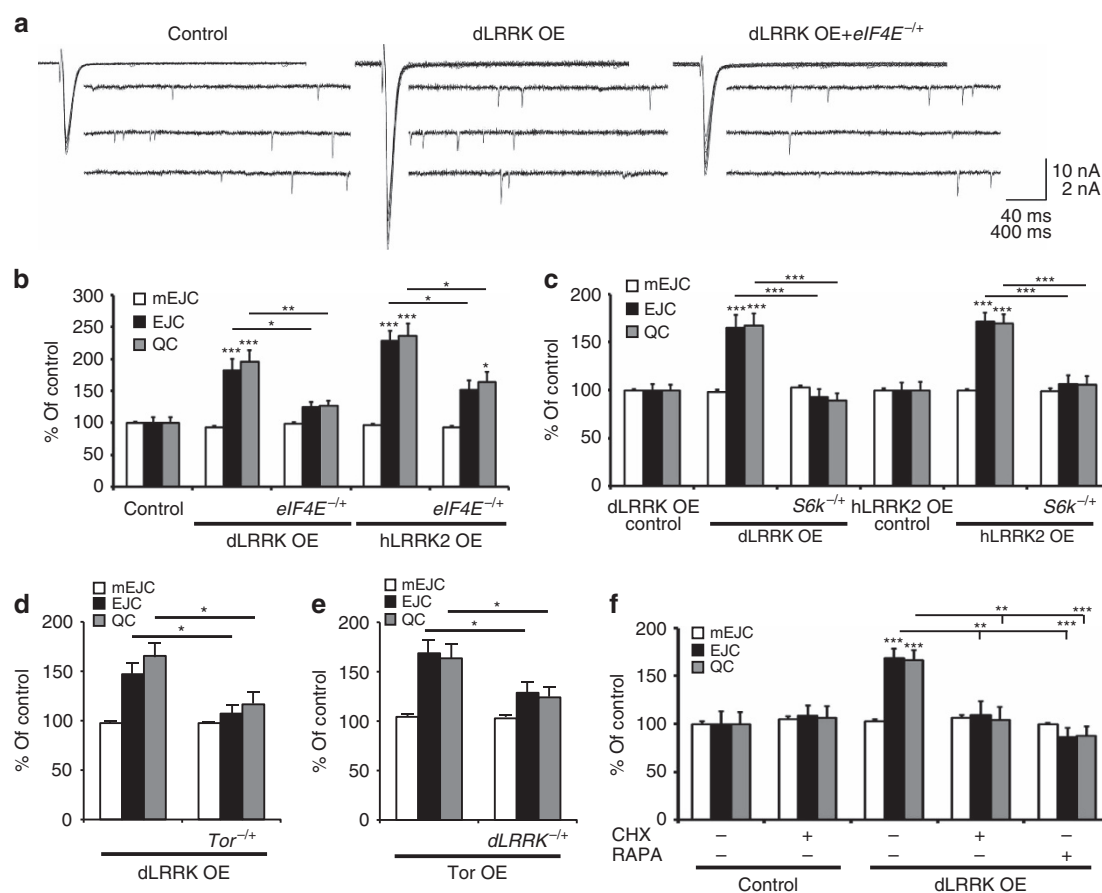 a
Control
dLRRK OE
dLRRK OE+eIF4E−/+
10 nA
2 nA
40 ms
400 ms
b
mEJC
EJC
QC
% Of control
300
250
200
150
100
50
0
*** ***
* **
*** ***
* *
*
Control
eIF4E−/+
eIF4E−/+
dLRRK OE
hLRRK2 OE
c
mEJC
EJC
QC
% Of control
200
150
100
50
0
*** ***
***
***
*** ***
***
***
dLRRK OE
control
S6k−/+
dLRRK OE
hLRRK2 OE
control
S6k−/+
hLRRK2 OE
d
mEJC
EJC
QC
% Of control
200
150
100
50
0
*
*
Tor−/+
dLRRK OE
e
mEJC
EJC
QC
% Of control
200
150
100
50
0
*
*
dLRRK−/+
Tor OE
f
mEJC
EJC
QC
% Of control
200
150
100
50
0
** ***
** ***
*** ***
CHX − + − + −
RAPA − − − − +
Control
dLRRK OE